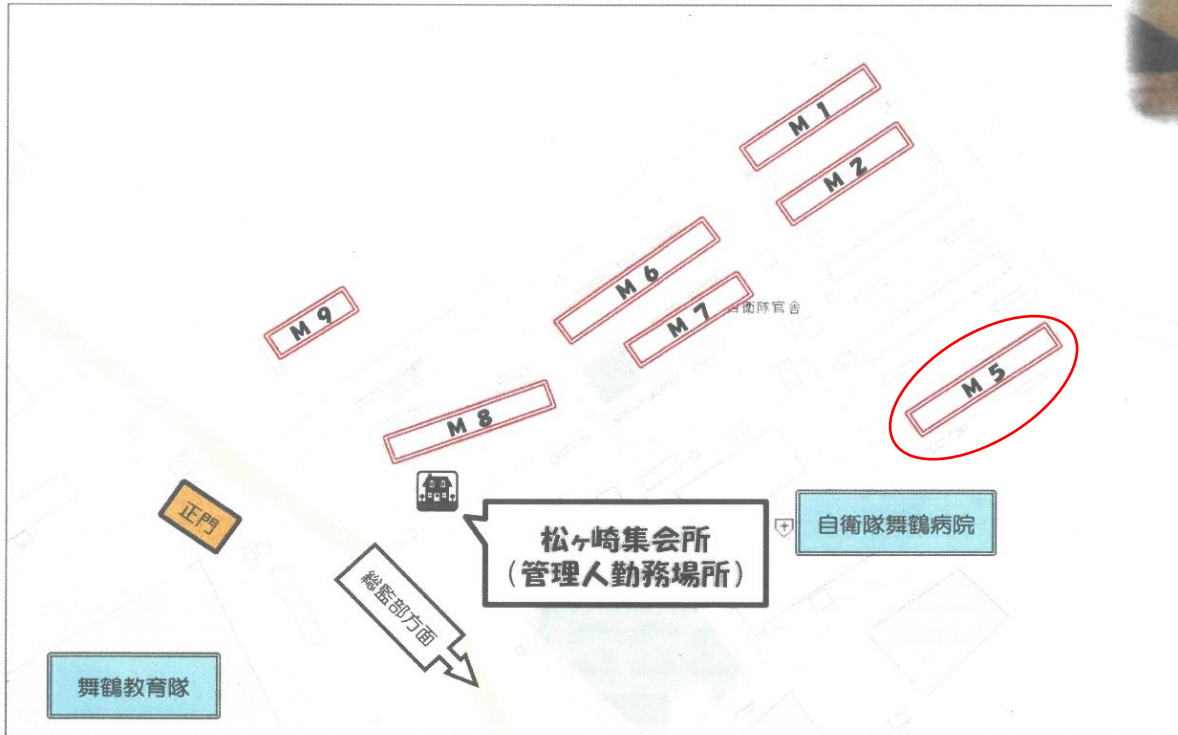 M 1
M 2
M 6
M 7
自衛隊官舎
M 9
M 5
M 8
正門
松ヶ崎集会所
(管理人勤務場所)
自衛隊舞鶴病院
総監部方面
舞鶴教育隊